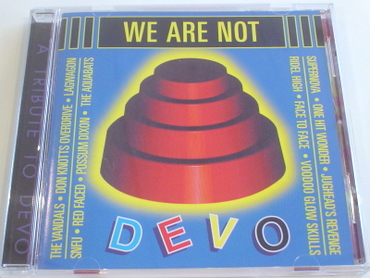 WE ARE NOT
A TRIBUTE TO DEVO
THE VANDALS • DON KNOTTS OVERDRIVE • LAGWAGON
SNFU • RED FACED • POSSUM DIXON • THE AQUABATS
SUPERNOVA • ONE HIT WONDER • JUGHEAD'S REVENGE
RIDEL HIGH • FACE TO FACE • VOODOO GLOW SKULLS
DEVO